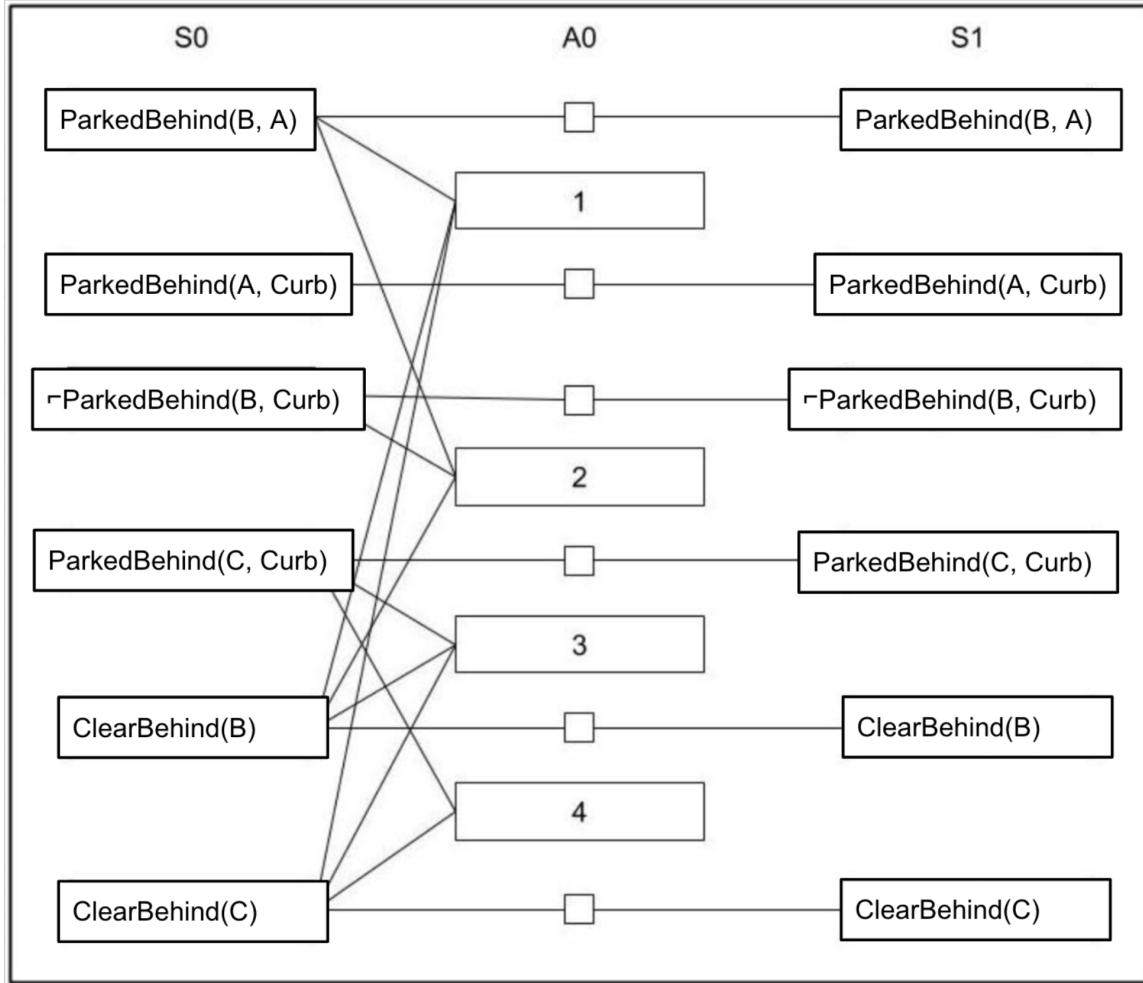 S0 A0 S1
ParkedBehind(B, A) ParkedBehind(B, A)
1
ParkedBehind(A, Curb) ParkedBehind(A, Curb)
⌐ParkedBehind(B, Curb) ⌐ParkedBehind(B, Curb)
2
ParkedBehind(C, Curb) ParkedBehind(C, Curb)
3
ClearBehind(B) ClearBehind(B)
4
ClearBehind(C) ClearBehind(C)